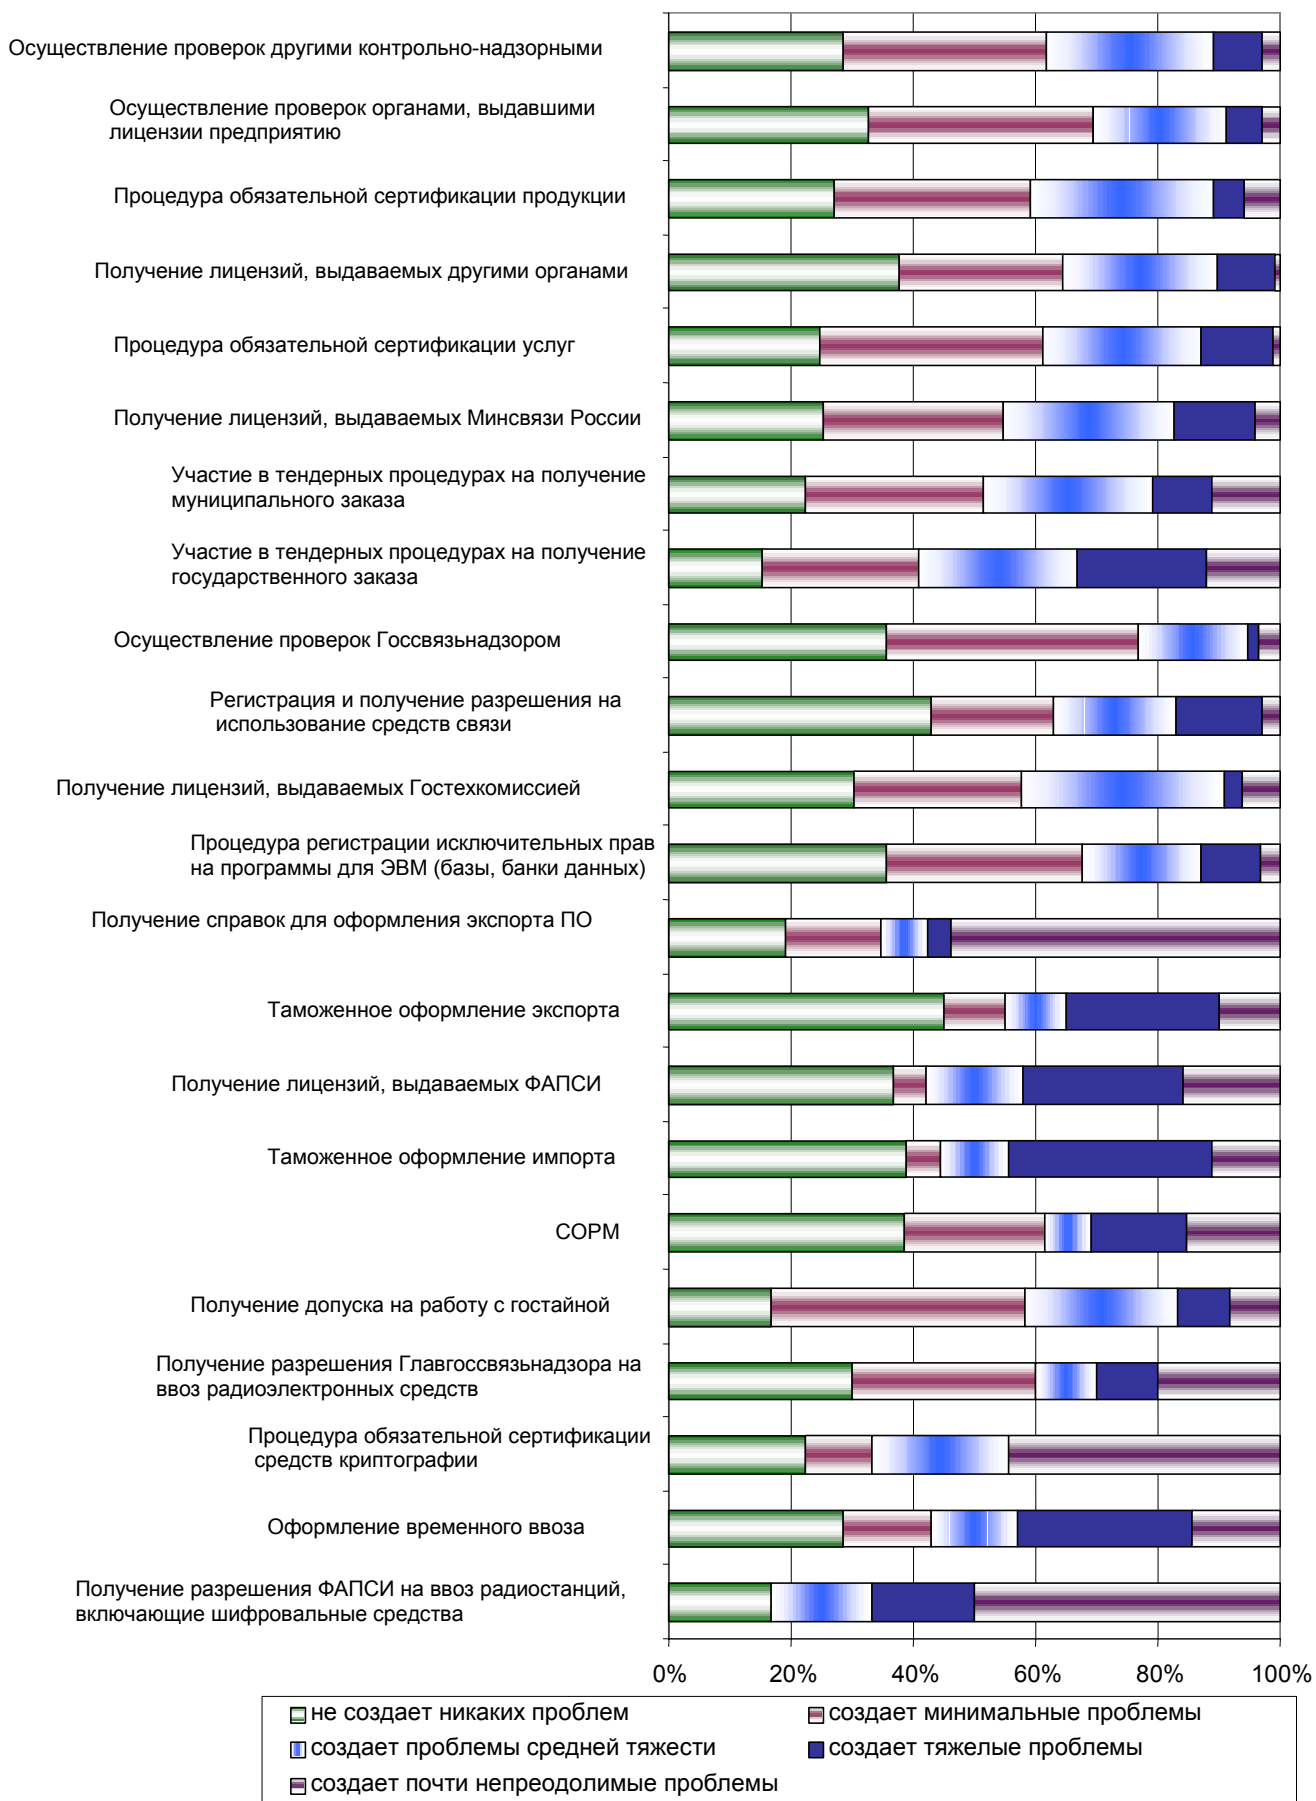 Осуществление проверок другими контрольно-надзорными
Осуществление проверок органами, выдавшими
лицензии предприятию
Процедура обязательной сертификации продукции
Получение лицензий, выдаваемых другими органами
Процедура обязательной сертификации услуг
Получение лицензий, выдаваемых Минсвязи России
Участие в тендерных процедурах на получение
муниципального заказа
Участие в тендерных процедурах на получение
государственного заказа
Осуществление проверок Госсвязьнадзором
Регистрация и получение разрешения на
использование средств связи
Получение лицензий, выдаваемых Гостехкомиссией
Процедура регистрации исключительных прав
на программы для ЭВМ (базы, банки данных)
Получение справок для оформления экспорта ПО
Таможенное оформление экспорта
Получение лицензий, выдаваемых ФАПСИ
Таможенное оформление импорта
СОРМ
Получение допуска на работу с гостайной
Получение разрешения Главгоссвязьнадзора на
ввоз радиоэлектронных средств
Процедура обязательной сертификации
средств криптографии
Оформление временного ввоза
Получение разрешения ФАПСИ на ввоз радиостанций,
включающие шифровальные средства
0% 20% 40% 60% 80% 100%
не создает никаких проблем создает минимальные проблемы
создает проблемы средней тяжести создает тяжелые проблемы
создает почти непреодолимые проблемы